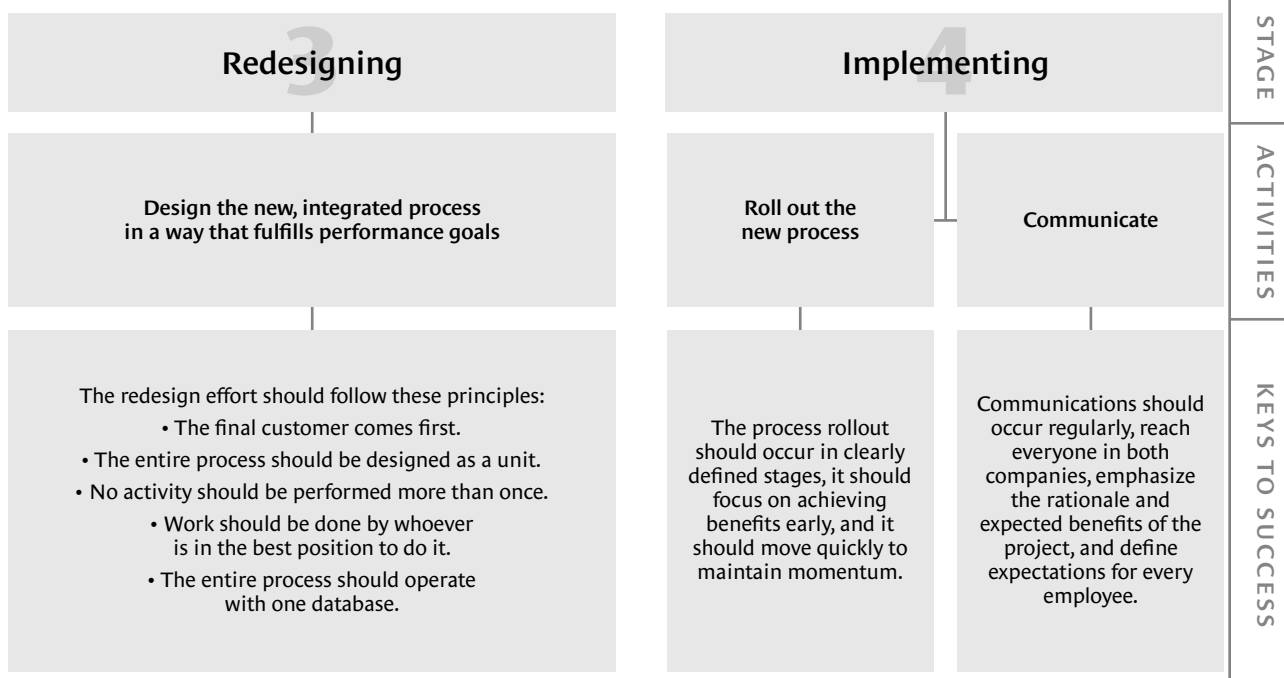 3
Redesigning
Design the new, integrated process
in a way that fulfills performance goals
The redesign effort should follow these principles:
• The final customer comes first.
• The entire process should be designed as a unit.
• No activity should be performed more than once.
• Work should be done by whoever
is in the best position to do it.
• The entire process should operate
with one database.
4
Implementing
Roll out the
new process
The process rollout
should occur in clearly
defined stages, it should
focus on achieving
benefits early, and it
should move quickly to
maintain momentum.
Communicate
Communications should
occur regularly, reach
everyone in both
companies, emphasize
the rationale and
expected benefits of the
project, and define
expectations for every
employee.
STAGE
ACTIVITIES
KEYS TO SUCCESS